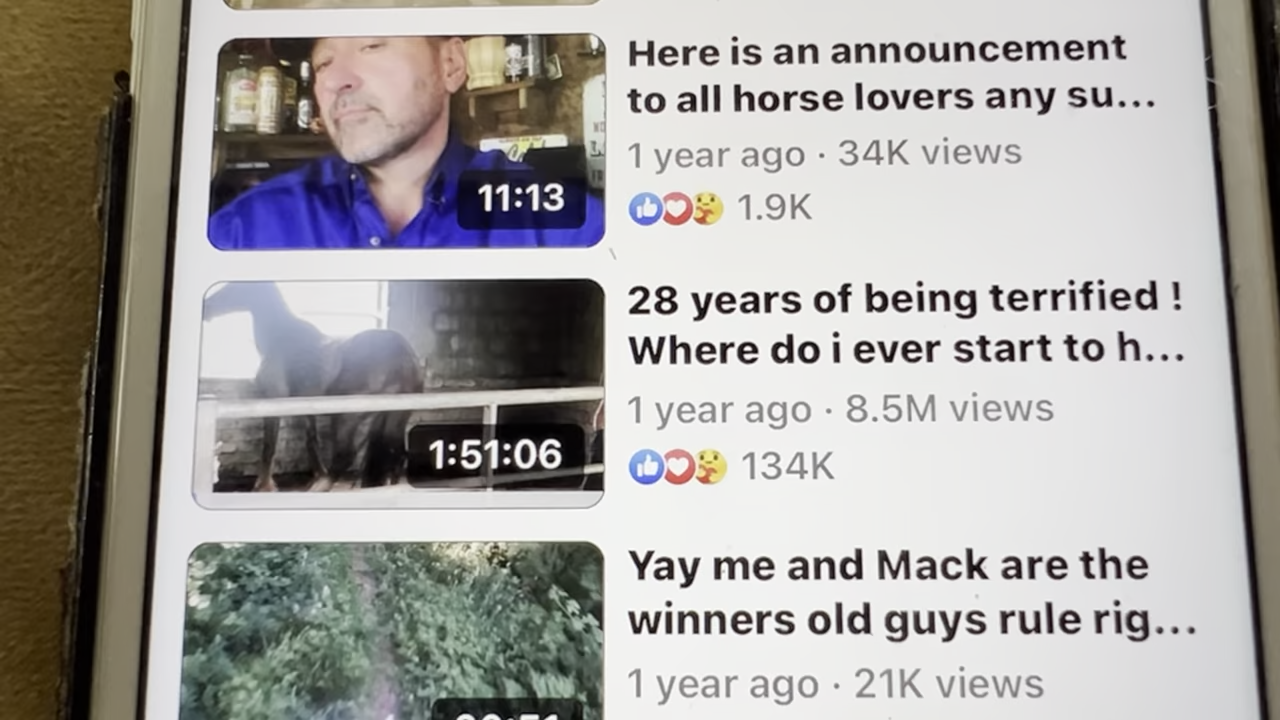 Here is an announcement
to all horse lovers any su...
1 year ago · 34K views
1.9K
11:13
28 years of being terrified !
Where do i ever start to h...
1 year ago · 8.5M views
134K
1:51:06
Yay me and Mack are the
winners old guys rule rig...
1 year ago · 21K views